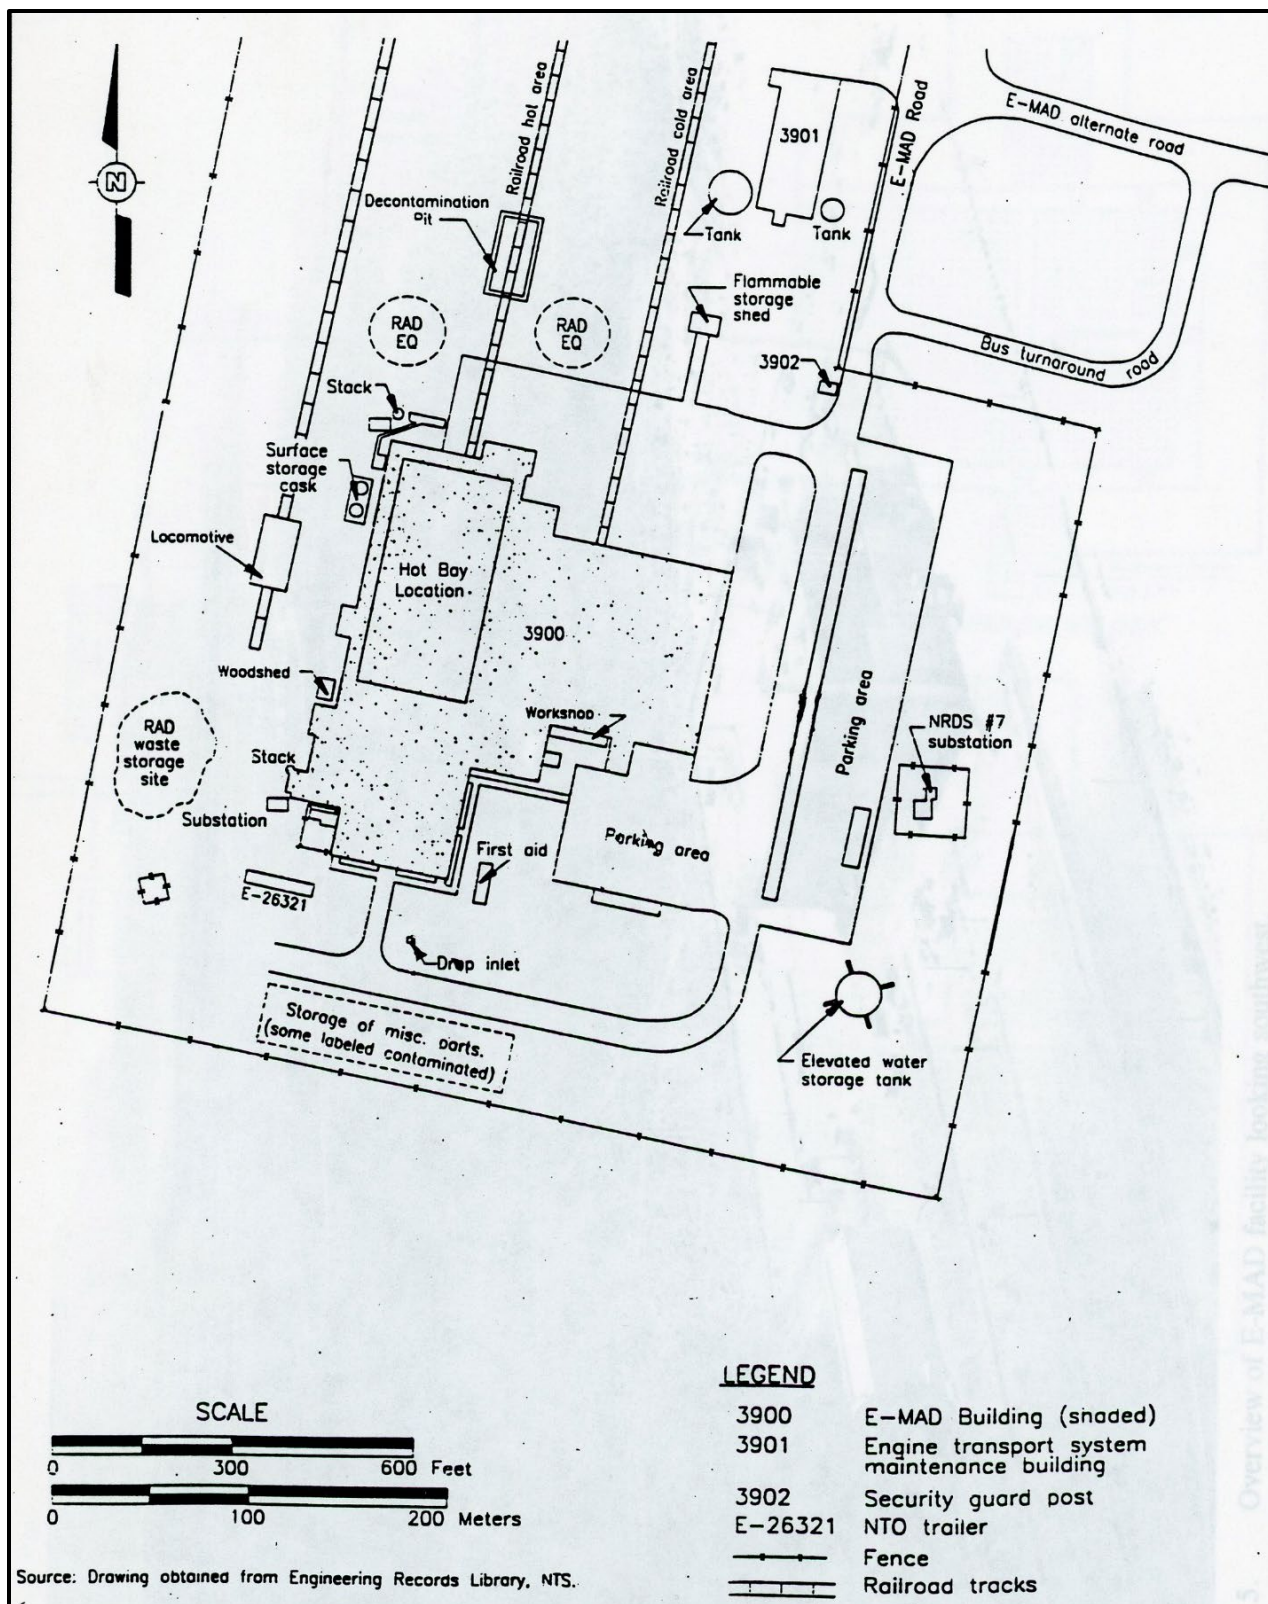 Railroad hot area
Railroad cold area
3901
E-MAD Road
E-MAD alternate road
N
Decontamination
Pit
Tank
Tank
RAD
EQ
RAD
EQ
Flammable
storage
shed
3902
Bus turnaround road
Stack
Surface
storage
cask
Locomotive
Hot Bay
Location
3900
Woodshed
RAD
waste
storage
site
Stack
Workshop
Parking area
NRDS #7
substation
Substation
First aid
Parking area
E-26321
Drop inlet
Storage of misc. parts.
(some labeled contaminated)
Elevated water
storage tank
SCALE
0 300 600 Feet
0 100 200 Meters
LEGEND
3900 E-MAD Building (shaded)
3901 Engine transport system
maintenance building
3902 Security guard post
E-26321 NTO trailer
Fence
Railroad tracks
Source: Drawing obtained from Engineering Records Library, NTS.
5. Overview of E-MAD facility looking southwest